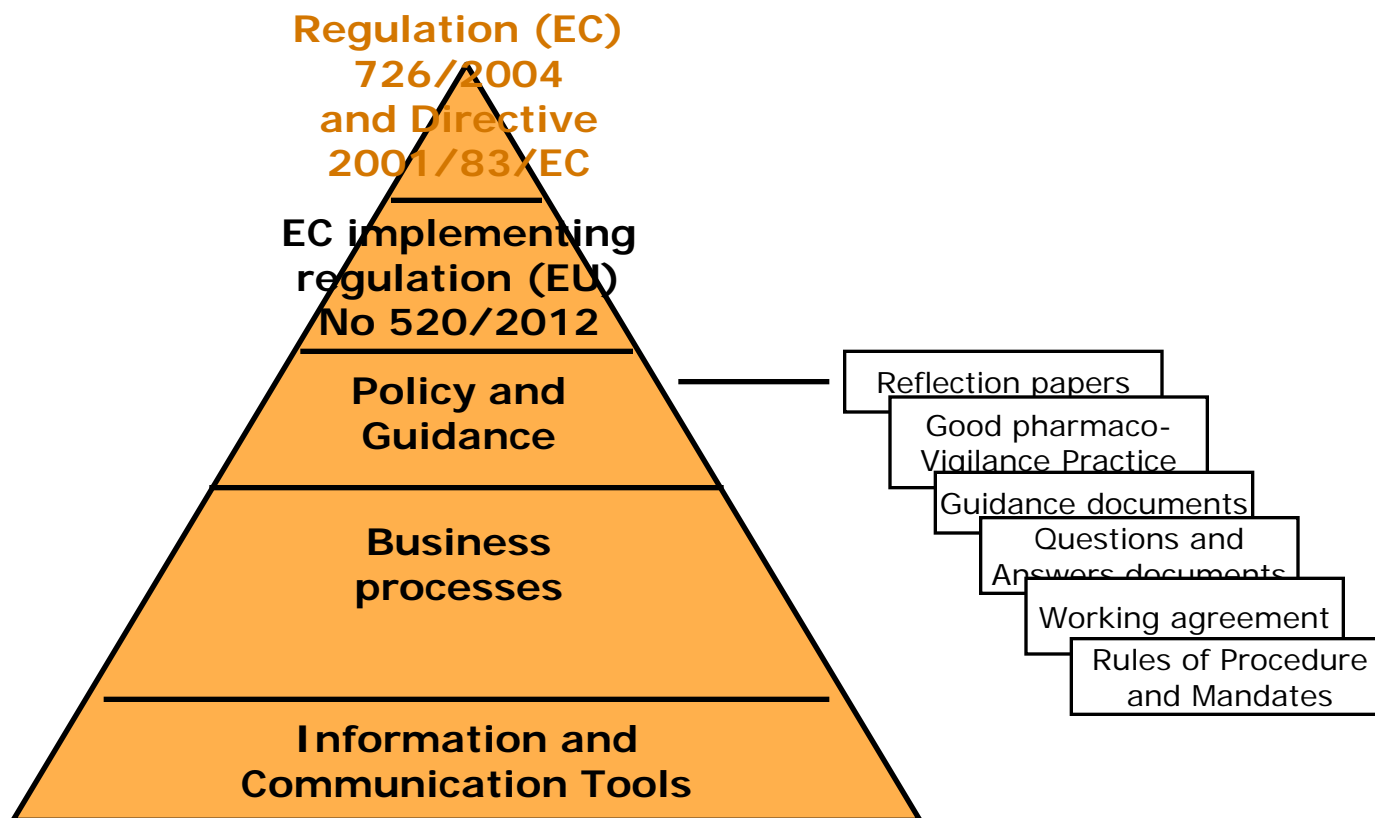 Regulation (EC)
726/2004
and Directive
2001/83/EC
EC implementing
regulation (EU)
No 520/2012
Policy and
Guidance
Business
processes
Information and
Communication Tools
Reflection papers
Good pharmaco-
Vigilance Practice
Guidance documents
Questions and
Answers documents
Working agreement
Rules of Procedure
and Mandates